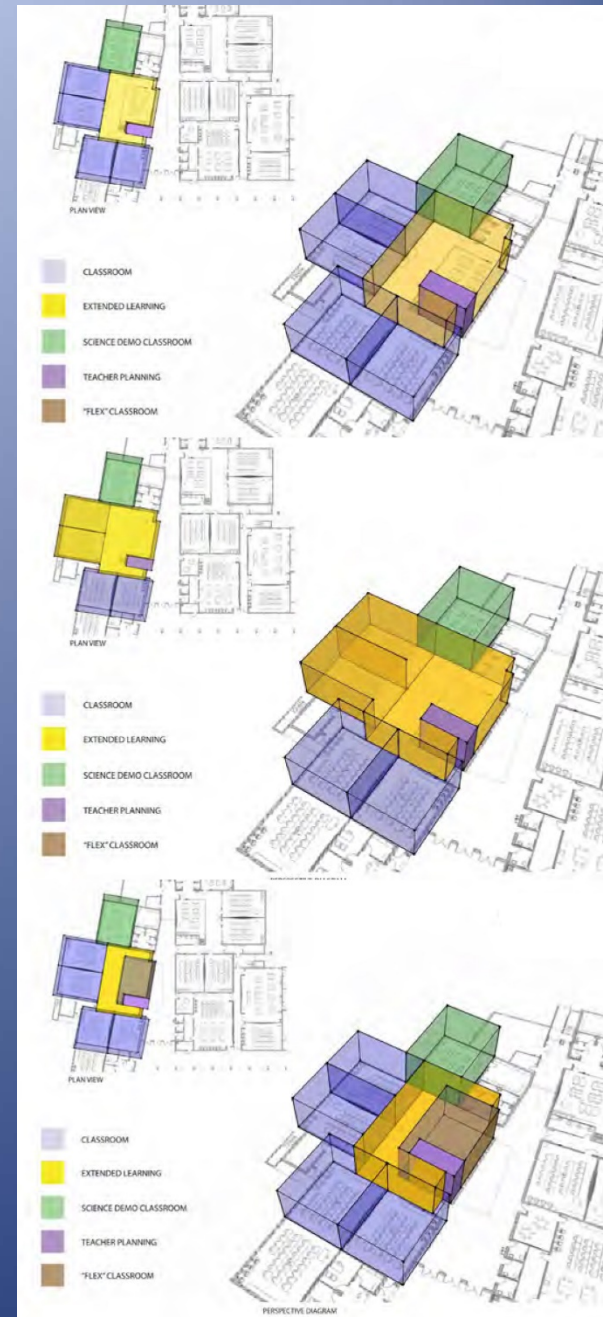 PLAN VIEW
CLASSROOM
EXTENDED LEARNING
SCIENCE DEMO CLASSROOM
TEACHER PLANNING
"FLEX" CLASSROOM
PLAN VIEW
CLASSROOM
EXTENDED LEARNING
SCIENCE DEMO CLASSROOM
TEACHER PLANNING
"FLEX" CLASSROOM
PLAN VIEW
CLASSROOM
EXTENDED LEARNING
SCIENCE DEMO CLASSROOM
TEACHER PLANNING
"FLEX" CLASSROOM
PERSPECTIVE DIAGRAM